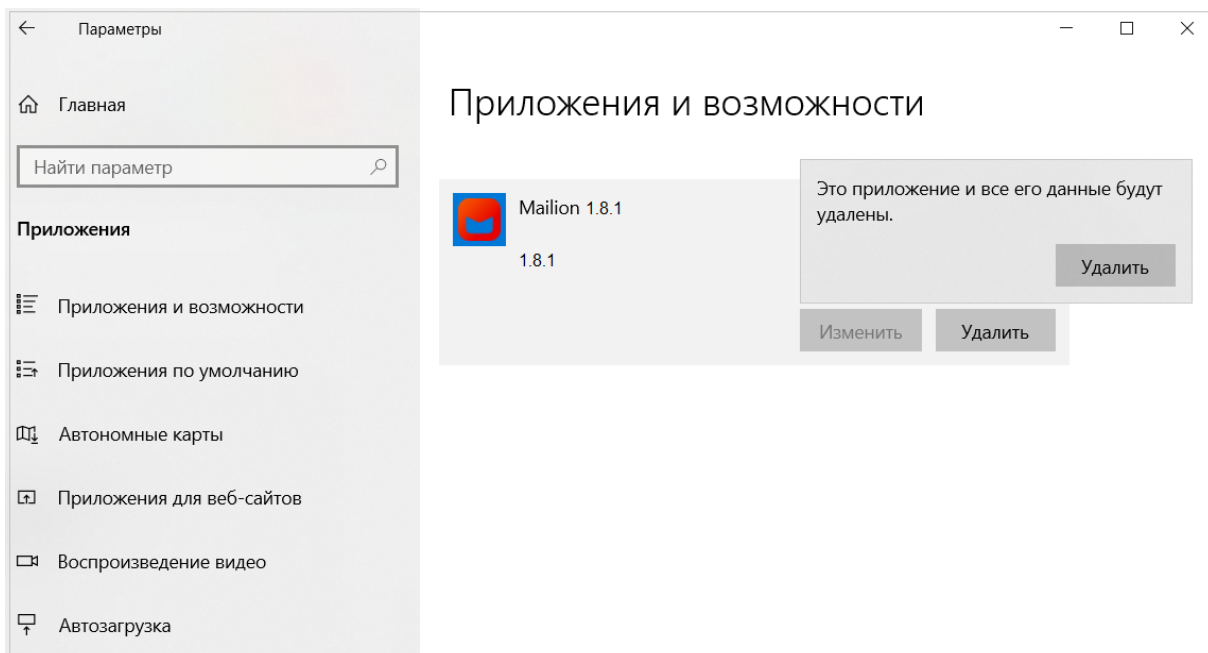 Параметры
Главная
Найти параметр
Приложения
Приложения и возможности
Приложения по умолчанию
Автономные карты
Приложения для веб-сайтов
Воспроизведение видео
Автозагрузка
Приложения и возможности
Mailion 1.8.1
1.8.1
Это приложение и все его данные будут
удалены.
Удалить
Изменить
Удалить